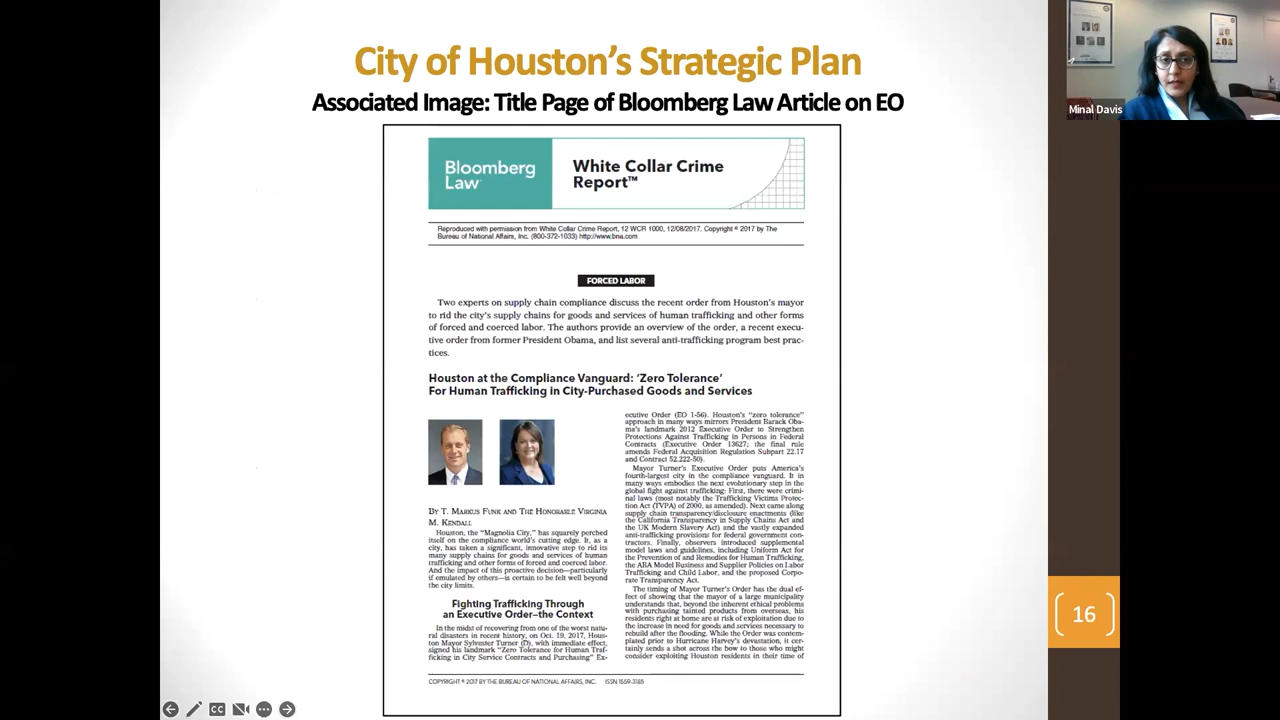 City of Houston's Strategic Plan
Associated Image: Title Page of Bloomberg Law Article on EO
Bloomberg
Law
White Collar Crime
Report™
Reproduced with permission from White Collar Crime Report, 12 WCR 1000, 12/08/2017. Copyright © 2017 by The
Bureau of National Affairs, Inc. (800-372-1033) http://www.bna.com
FORCED LABOR
Two experts on supply chain compliance discuss the recent order from Houston's mayor
to rid the city's supply chains for goods and services of human trafficking and other forms
of forced and coerced labor. The authors provide an overview of the order, a recent execu-
tive order from former President Obama, and list several anti-trafficking program best prac-
tices.
Houston at the Compliance Vanguard: 'Zero Tolerance'
For Human Trafficking in City-Purchased Goods and Services
BY T. MARKUS FUNK AND THE HONORABLE VIRGINIA
M. KENDALL
Houston, the "Magnolia City," has squarely perched
itself on the compliance world's cutting edge. It, as a
city, has taken a significant, innovative step to rid its
many supply chains for goods and services of human
trafficking and other forms of forced and coerced labor.
And the impact of this proactive decision—particularly
if emulated by others—is certain to be felt well beyond
the city limits.
Fighting Trafficking Through
an Executive Order–the Context
In the midst of recovering from one of the worst natu-
ral disasters in recent history, on Oct. 19, 2017, Hous-
ton Mayor Sylvester Turner (D), with immediate effect,
signed his landmark "Zero Tolerance for Human Traf-
ficking in City Service Contracts and Purchasing" Ex-
ecutive Order (EO 1-56). Houston's "zero tolerance"
approach in many ways mirrors President Barack Oba-
ma's landmark 2012 Executive Order to Strengthen
Protections Against Trafficking in Persons in Federal
Contracts (Executive Order 13627; the final rule
amends Federal Acquisition Regulation Subpart 22.17
and Contract 52.222-50).
Mayor Turner's Executive Order puts America's
fourth-largest city in the compliance vanguard. It in
many ways embodies the next evolutionary step in the
global fight against trafficking: First, there were crimi-
nal laws (most notably the Trafficking Victims Protec-
tion Act (TVPA) of 2000, as amended). Next came along
supply chain transparency/disclosure enactments (like
the California Transparency in Supply Chains Act and
the UK Modern Slavery Act) and the vastly expanded
anti-trafficking provisions for federal government con-
tractors. Finally, observers introduced supplemental
model laws and guidelines, including Uniform Act for
the Prevention of and Remedies for Human Trafficking,
the ABA Model Business and Supplier Policies on Labor
Trafficking and Child Labor, and the proposed Corpo-
rate Transparency Act.
The timing of Mayor Turner's Order has the dual ef-
fect of showing that the mayor of a large municipality
understands that, beyond the inherent ethical problems
with purchasing tainted products from overseas, his
residents right at home are at risk of exploitation due to
the increase in need for goods and services necessary to
rebuild after the flooding. While the Order was contem-
plated prior to Hurricane Harvey's devastation, it cer-
tainly sends a shot across the bow to those who might
consider exploiting Houston residents in their time of
COPYRIGHT © 2017 BY THE BUREAU OF NATIONAL AFFAIRS, INC. ISSN 1559-3185
Minal Davis
16
CC